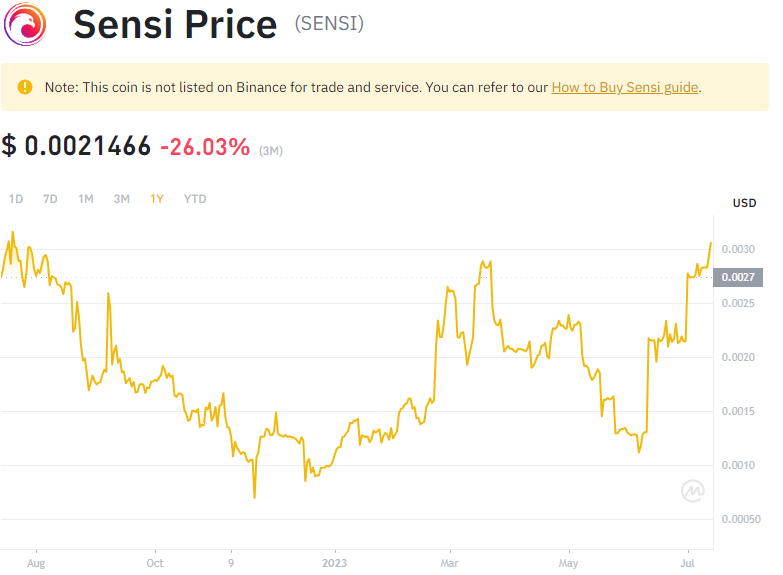 Sensi Price (SENSI)
Note: This coin is not listed on Binance for trade and service. You can refer to our How to Buy Sensi guide.
$ 0.0021466 -26.03% (3M)
1D 7D 1M 3M 1Y YTD
USD
0.0030
0.0027
0.0025
0.0020
0.0015
0.0010
0.00050
Aug Oct 9 2023 Mar May Jul